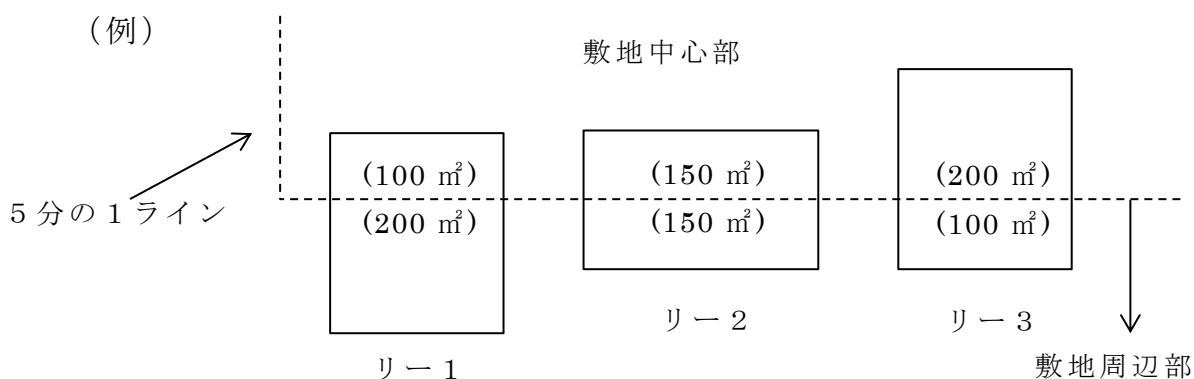 (例)
敷地中心部
5分の1ライン
(100 ㎡) (150 ㎡) (200 ㎡)
(200 ㎡) (150 ㎡) (100 ㎡)
リー1
リー2
リー3
敷地周辺部